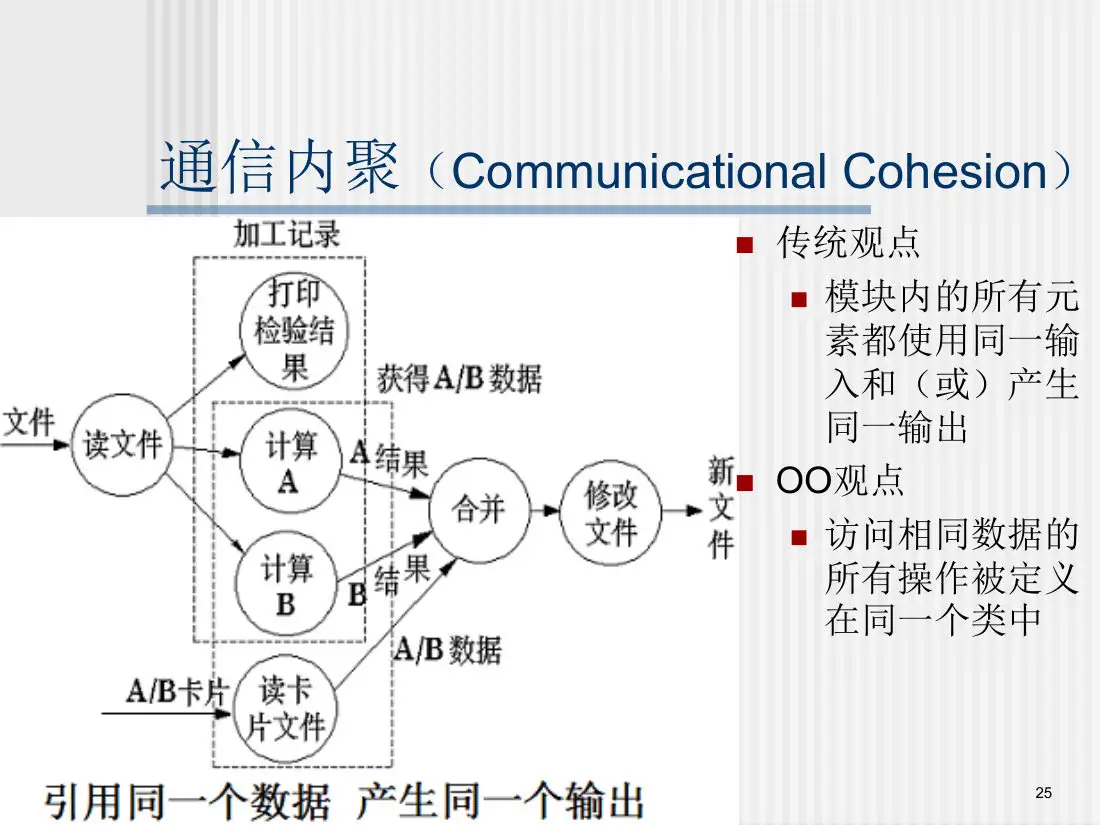 通信内聚（Communicational Cohesion）
加工记录
打印
检验结
果
获得A/B数据
文件
读文件
计算
A
A结果
合并
修改
文件
新
文
件
计算
B
B结果
A/B数据
A/B卡片
读卡
片文件
引用同一个数据 产生同一个输出
传统观点
模块内的所有元
素都使用同一输
入和（或）产生
同一输出
OO观点
访问相同数据的
所有操作被定义
在同一个类中
25